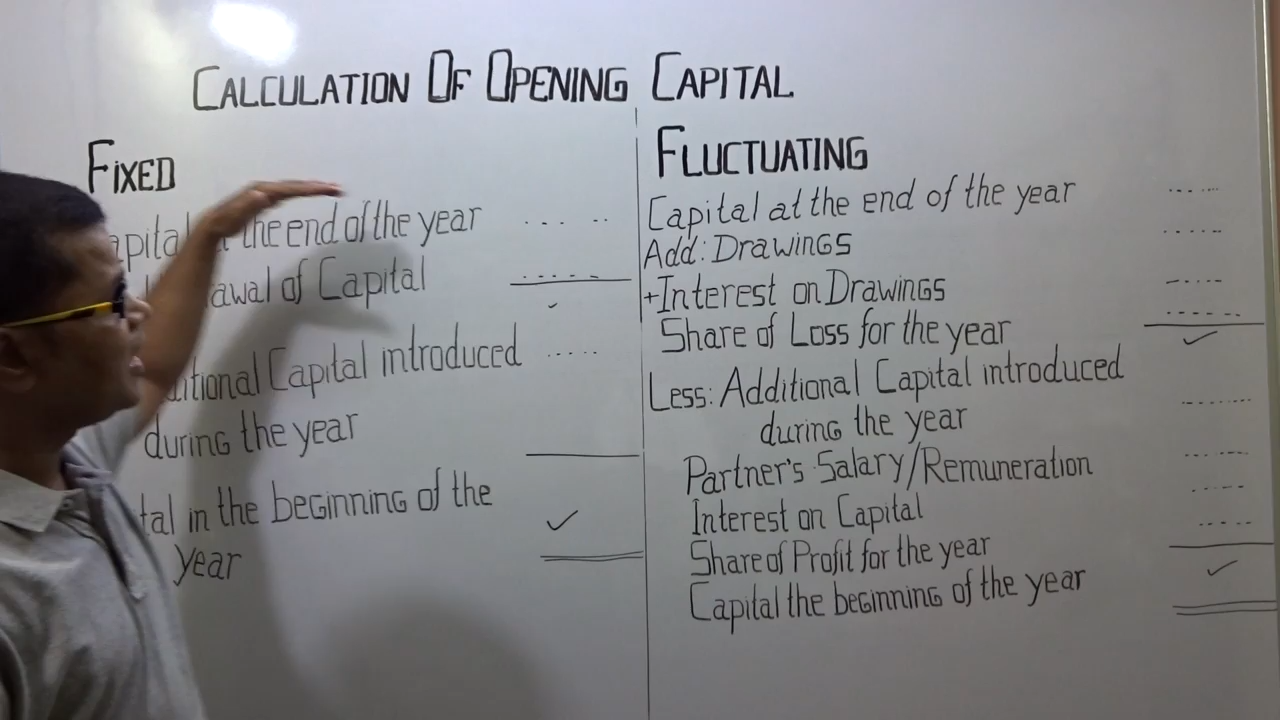 CALCULATION OF OPENING CAPITAL
FIXED
apital the end of the year .... ..
awal of Capital .....
✓
itional Capital introduced .....
during the year
tal in the beginning of the ✓
year
FLUCTUATING
Capital at the end of the year
Add: DRAWINGS
+Interest on DRAWINGS
Share of Loss for the year
✓
Less: Additional Capital introduced
during the year
Partner's Salary/Remuneration
Interest on Capital
Share of Profit for the year
✓
Capital the beginning of the year